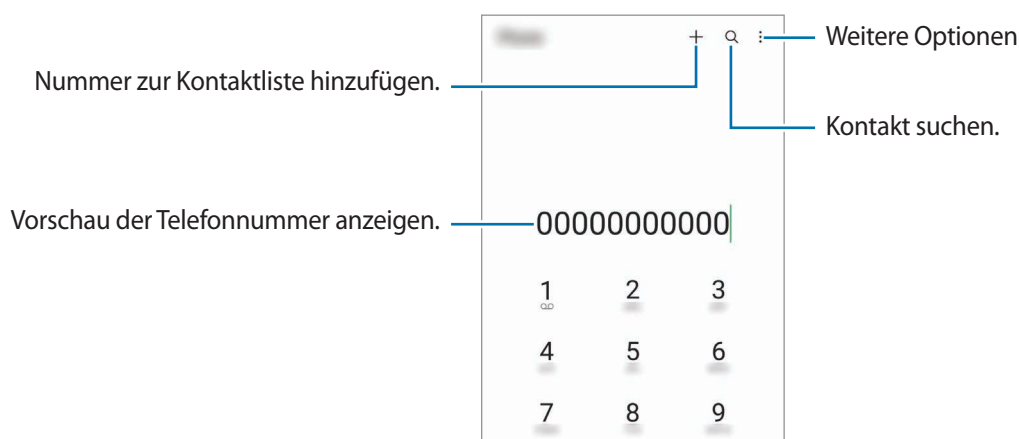 Weitere Optionen
Nummer zur Kontaktliste hinzufügen.
Kontakt suchen.
Vorschau der Telefonnummer anzeigen.
00000000000
1 2 3
4 5 6
7 8 9